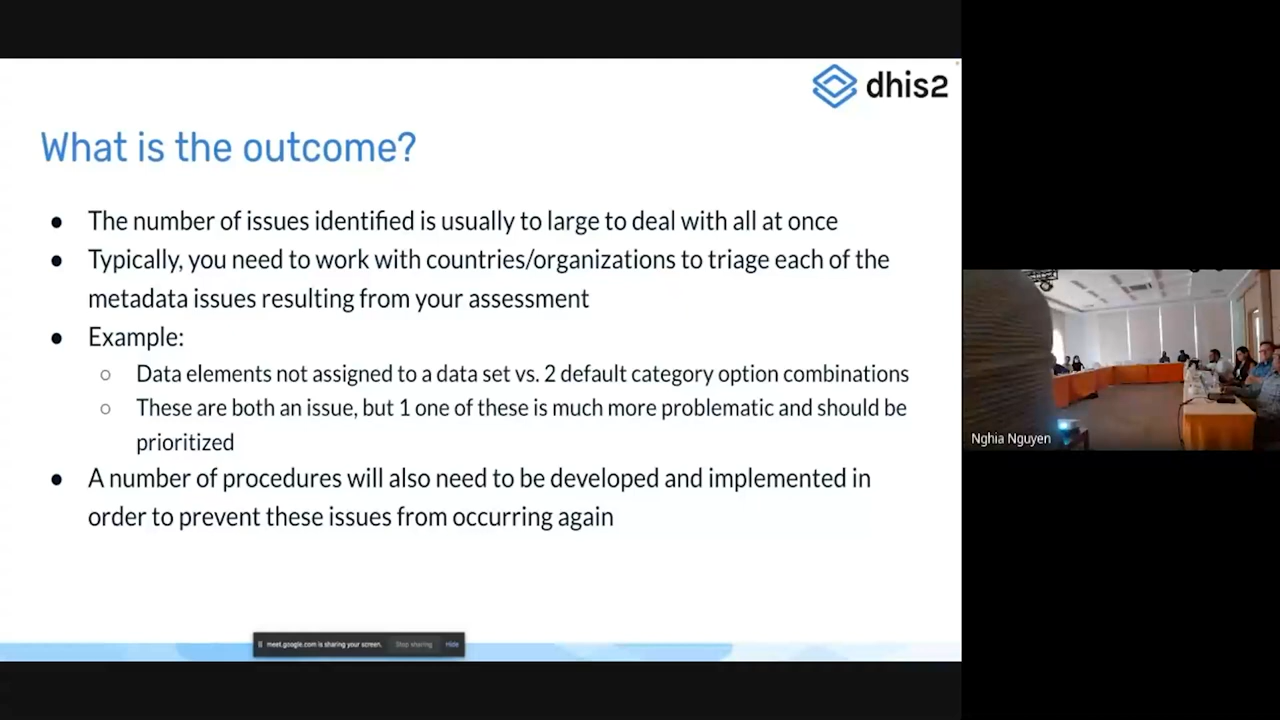 dhis2
What is the outcome?
● The number of issues identified is usually to large to deal with all at once
● Typically, you need to work with countries/organizations to triage each of the
metadata issues resulting from your assessment
● Example:
○ Data elements not assigned to a data set vs. 2 default category option combinations
○ These are both an issue, but 1 one of these is much more problematic and should be
prioritized
● A number of procedures will also need to be developed and implemented in
order to prevent these issues from occurring again
meet.google.com is sharing your screen. Stop sharing Hide
Nghia Nguyen